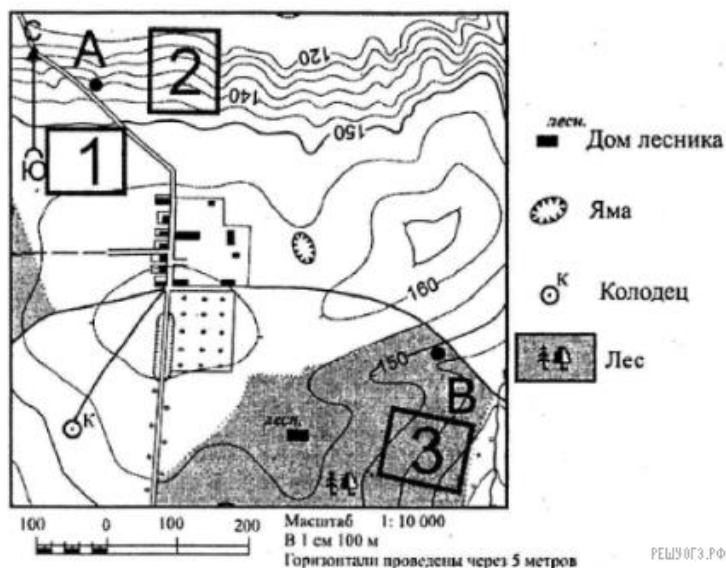 С
А
2
120
140
150
1
Ю
160
150
В
К
лесн.
3
лесн.
Дом лесника
Яма
К
Колодец
Лес
100 0 100 200
Масштаб 1: 10 000
В 1 см 100 м
Горизонтали проведены через 5 метров
РЕШУОГЭ.РФ